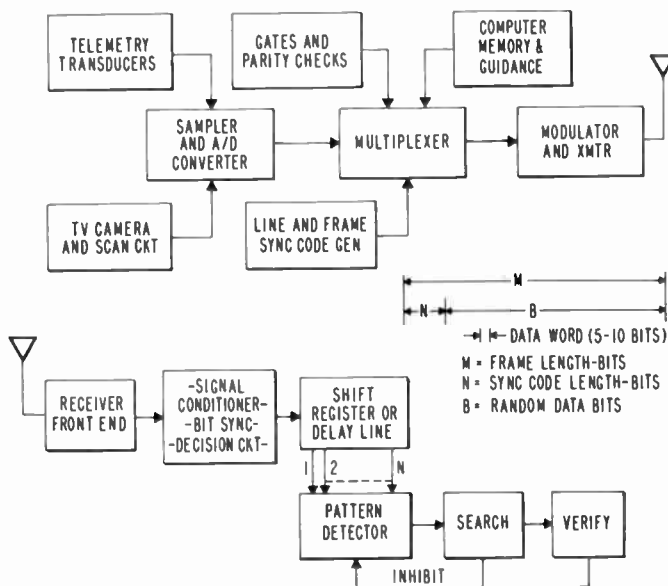 TELEMETRY
TRANSDUCERS
GATES AND
PARITY CHECKS
COMPUTER
MEMORY &
GUIDANCE
SAMPLER
AND A/D
CONVERTER
MULTIPLEXER
MODULATOR
AND XMTR
TV CAMERA
AND SCAN CKT
LINE AND FRAME
SYNC CODE GEN
M
N
B
DATA WORD (5-10 BITS)
M = FRAME LENGTH-BITS
N = SYNC CODE LENGTH-BITS
B = RANDOM DATA BITS
RECEIVER
FRONT END
-SIGNAL
CONDITIONER-
-BIT SYNC-
-DECISION CKT-
SHIFT
REGISTER OR
DELAY LINE
1 2 N
PATTERN
DETECTOR
SEARCH
VERIFY
INHIBIT